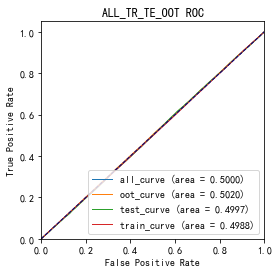 ALL_TR_TE_OOT ROC
1.0
0.8
0.6
0.4
0.2
0.0
True Positive Rate
all_curve (area = 0.5000)
oot_curve (area = 0.5020)
test_curve (area = 0.4997)
train_curve (area = 0.4988)
0.0 0.2 0.4 0.6 0.8 1.0
False Positive Rate